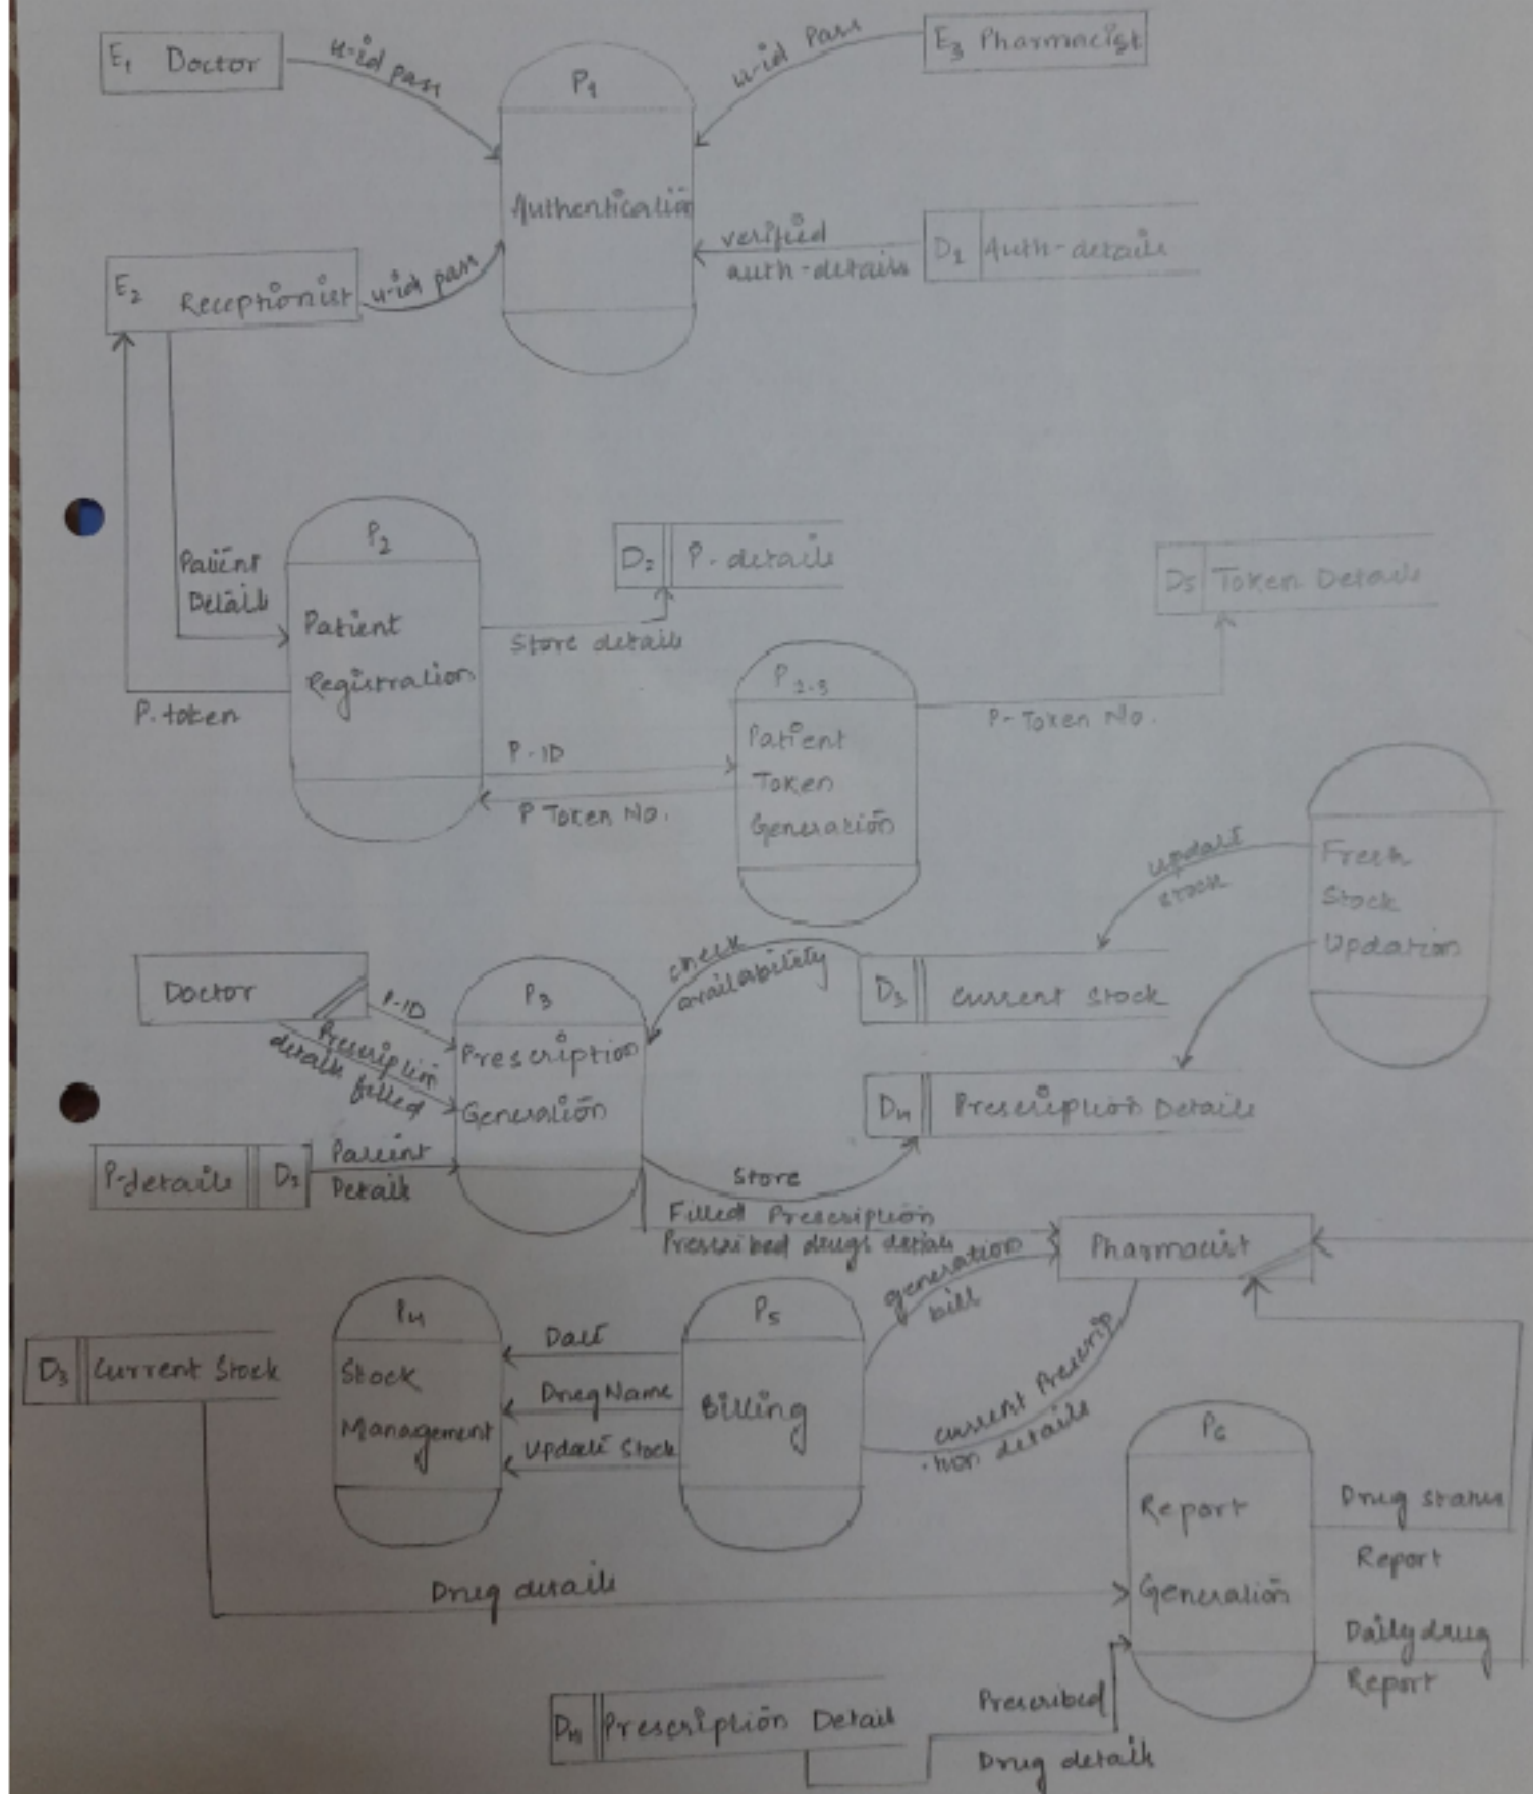 E1 Doctor
u-id pass
P1
u-id Pass
E3 Pharmacist
Authentication
verified
auth-details
D1 Auth-details
E2 Receptionist
u-id pass
P2
Patient
Details
Patient
Registration
P.token
D2 P-details
Store details
D5 Token Details
P2.3
Patient
Token
Generation
P-Token No.
P-ID
P Token No.
Fresh
Stock
Updation
update
stock
Doctor
P-ID
Prescription
details filled
P3
Prescription
Generation
check
availability
D3 Current Stock
D4 Prescription Details
P-details D2
Patient
Details
Store
Filled Prescription
Prescribed drugs details
Pharmacist
generation
bill
P4
Stock
Management
P5
Billing
Date
Drug Name
Update Stock
D3 Current Stock
current Prescrip
-tion details
P6
Report
Generation
Drug status
Report
Daily drug
Report
Drug details
D4 Prescription Detail
Prescribed
Drug details